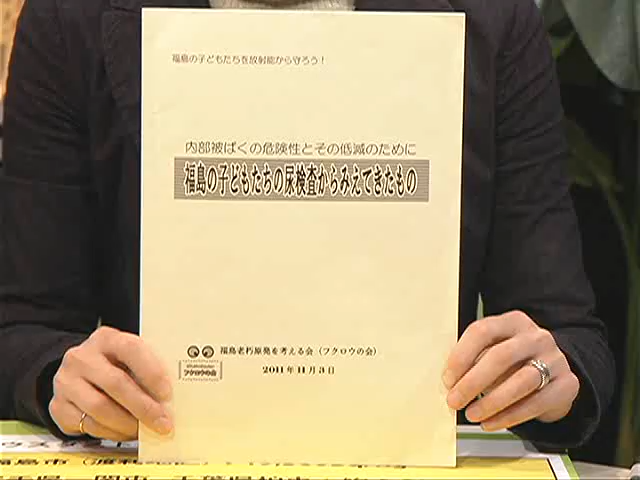 福島の子どもたちを放射能から守ろう！
内部被ばくの危険性とその低減のために
福島の子どもたちの尿検査からみえてきたもの
福島老朽原発を考える会（フクロウの会）
フクロウの会
2011年11月3日